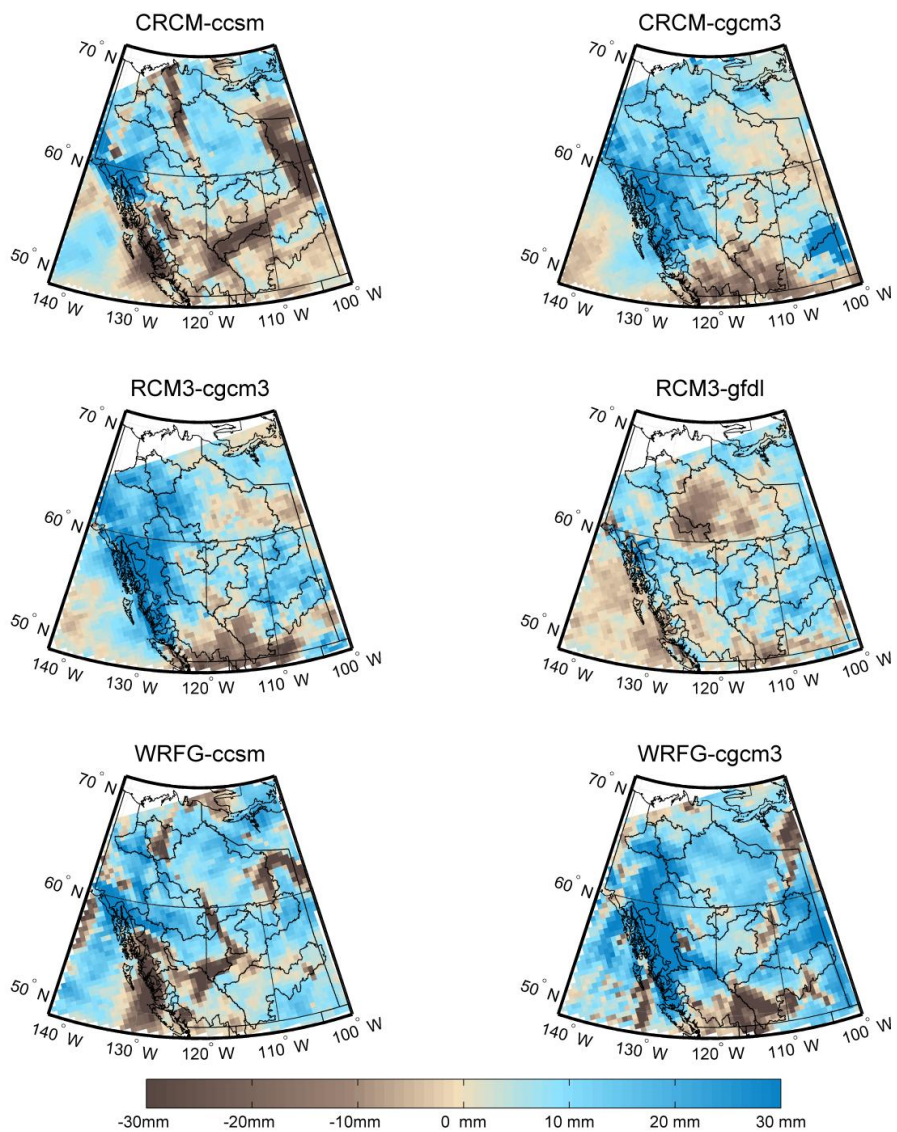 CRCM-ccsm
CRCM-cgcm3
70° N
60° N
50° N
140° W
130° W
120° W
110° W
100° W
70° N
60° N
50° N
140° W
130° W
120° W
110° W
100° W
RCM3-cgcm3
RCM3-gfdl
70° N
60° N
50° N
140° W
130° W
120° W
110° W
100° W
70° N
60° N
50° N
140° W
130° W
120° W
110° W
100° W
WRFG-ccsm
WRFG-cgcm3
70° N
60° N
50° N
140° W
130° W
120° W
110° W
100° W
70° N
60° N
50° N
140° W
130° W
120° W
110° W
100° W
-30mm -20mm -10mm 0 mm 10 mm 20 mm 30 mm